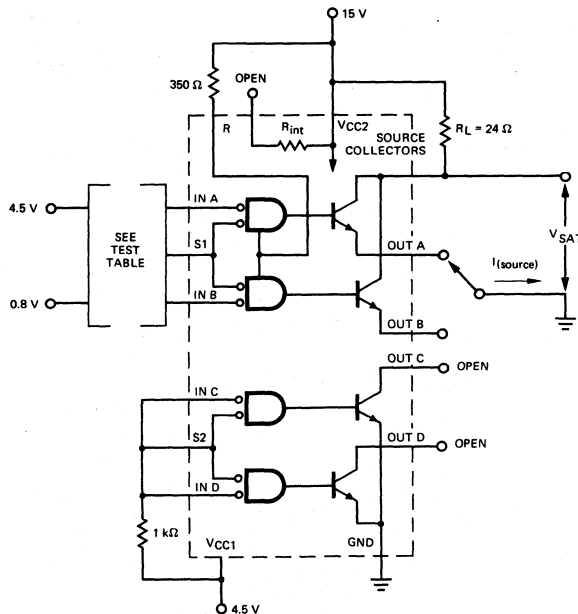 15 V
OPEN
350 Ω
R
Rint
VCC2
SOURCE
COLLECTORS
RL = 24 Ω
4.5 V
IN A
SEE
TEST
TABLE
S1
OUT A
I(source)
VSAT
0.8 V
IN B
OUT B
OUT C
OPEN
IN C
S2
OUT D
OPEN
IN D
1 kΩ
VCC1
GND
4.5 V